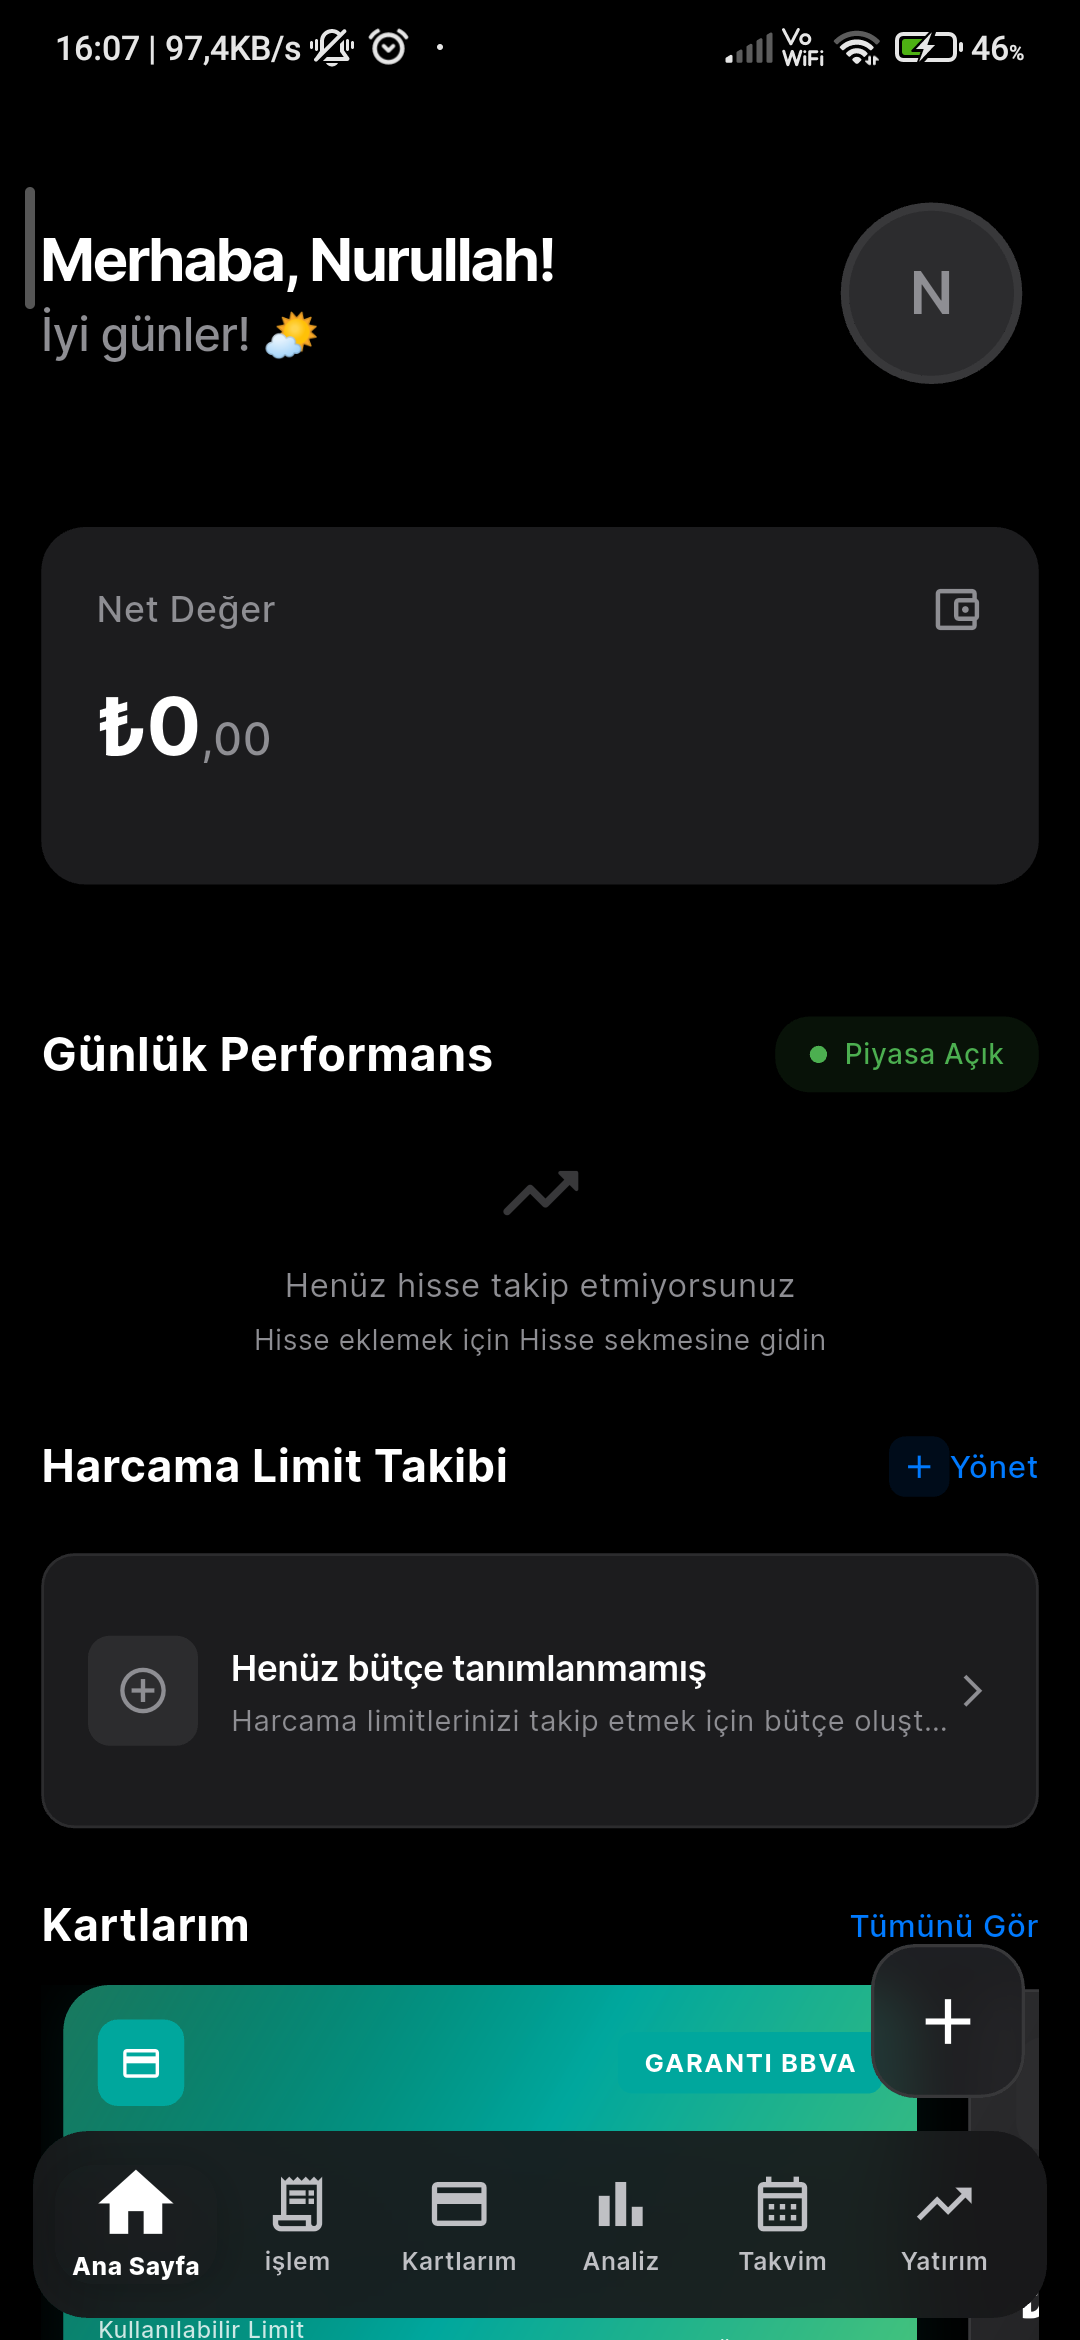 16:07 | 97,4KB/s
Vo
WiFi
46%
Merhaba, Nurullah!
İyi günler!
N
Net Değer
₺0,00
Günlük Performans
Piyasa Açık
Henüz hisse takip etmiyorsunuz
Hisse eklemek için Hisse sekmesine gidin
Harcama Limit Takibi
+ Yönet
Henüz bütçe tanımlanmamış
Harcama limitlerinizi takip etmek için bütçe oluşt...
Kartlarım
Tümünü Gör
GARANTI BBVA
Ana Sayfa
işlem
Kartlarım
Analiz
Takvim
Yatırım
Kullanılabilir Limit